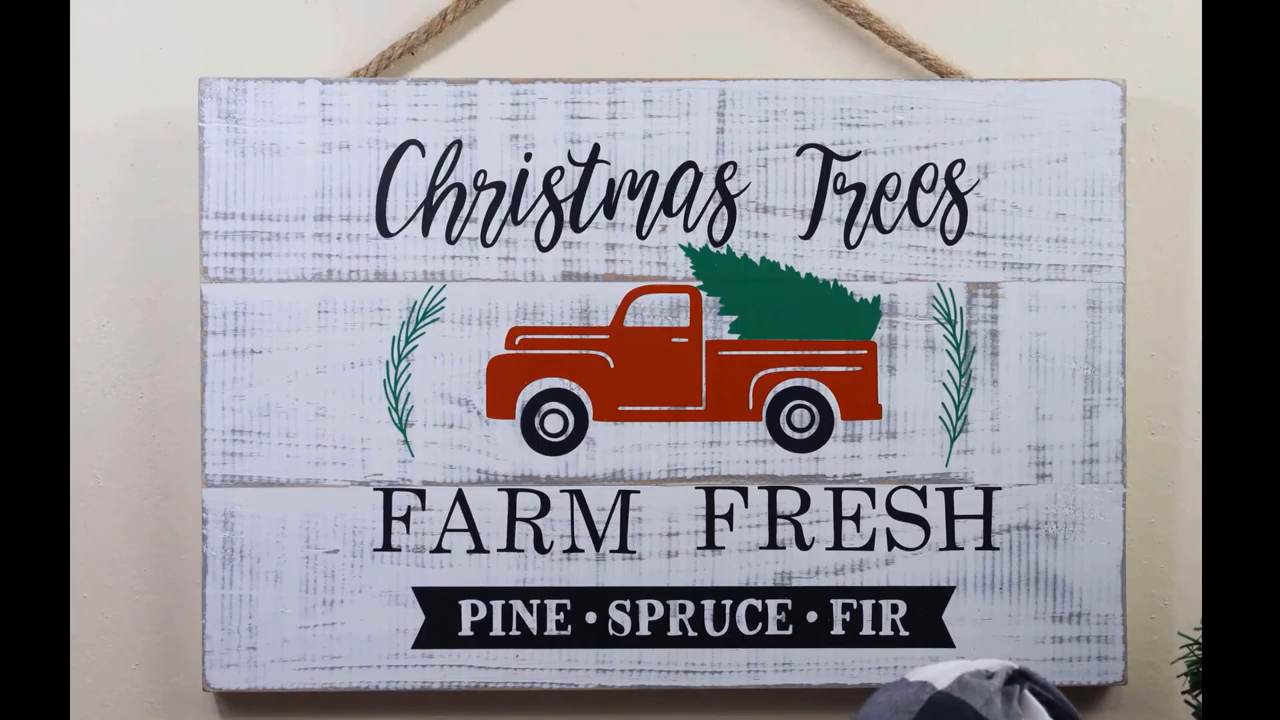 Christmas Trees
FARM FRESH
PINE • SPRUCE • FIR